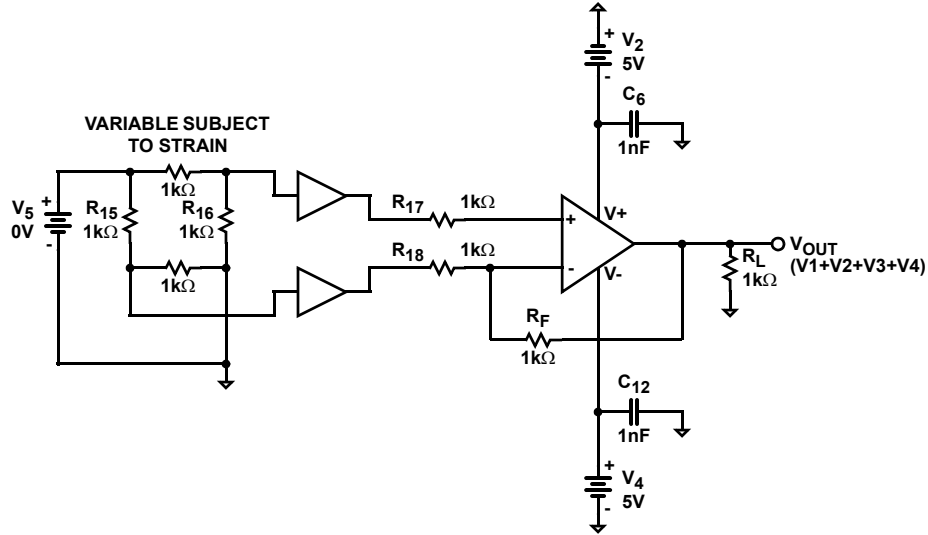 +
V2
5V
-
C6
1nF
VARIABLE SUBJECT
TO STRAIN
1kΩ
V5
0V
+
-
R15
1kΩ
R16
1kΩ
1kΩ
R17
1kΩ
R18
1kΩ
+
-
V+
V-
VOUT
(V1+V2+V3+V4)
RL
1kΩ
RF
1kΩ
C12
1nF
+
V4
5V
-